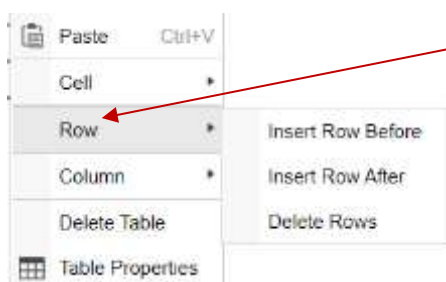 Paste Ctrl+V
Cell
Row
Insert Row Before
Column
Insert Row After
Delete Table
Delete Rows
Table Properties